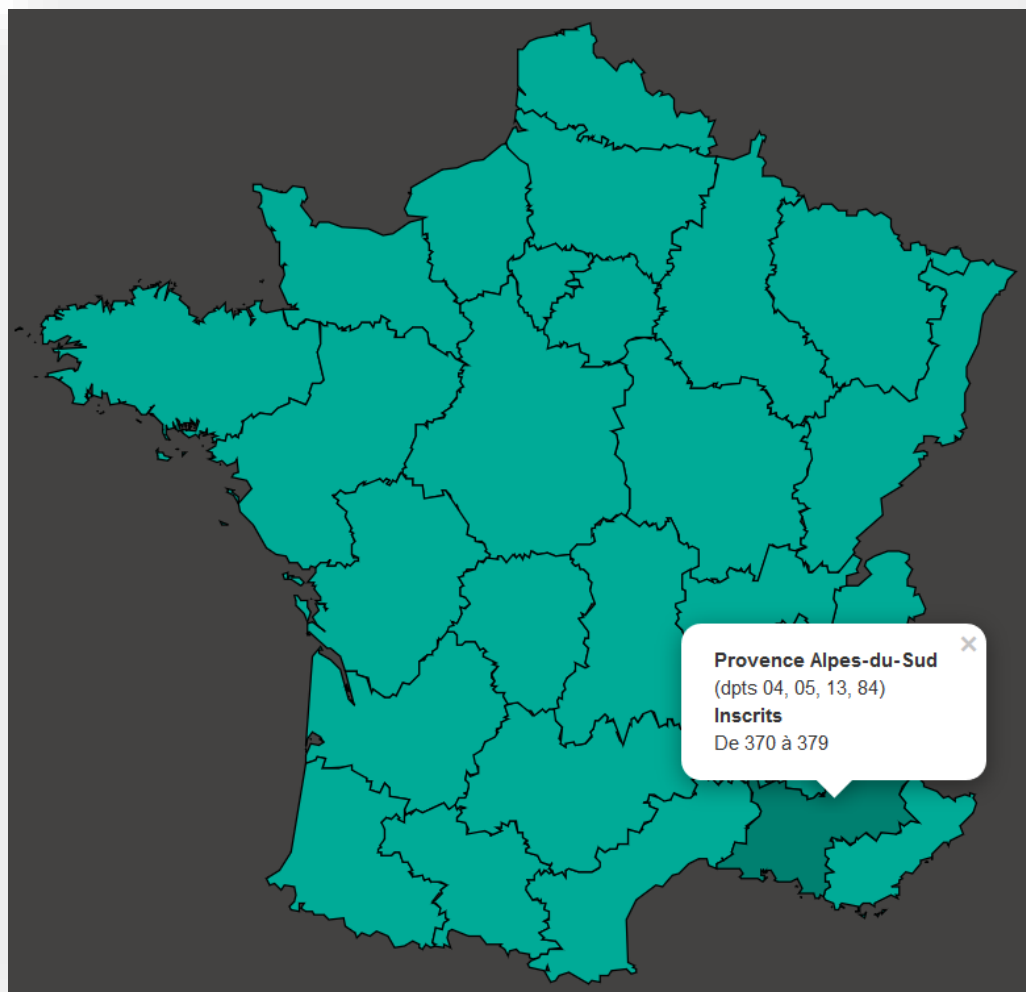 Provence Alpes-du-Sud
(dpts 04, 05, 13, 84)
Inscrits
De 370 à 379